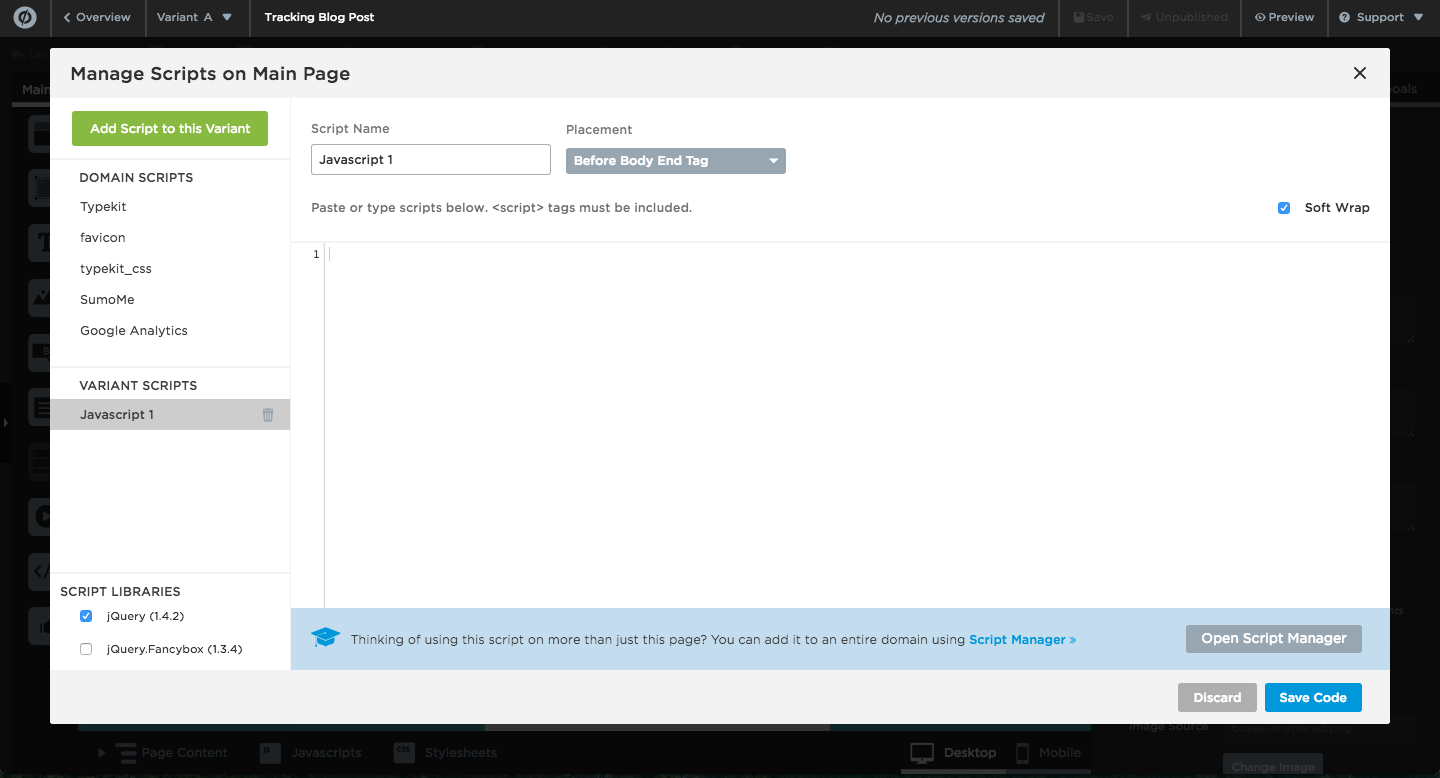 Overview
Variant A
Tracking Blog Post
No previous versions saved
Save
Unpublished
Preview
Support
Main
Manage Scripts on Main Page
Add Script to this Variant
DOMAIN SCRIPTS
Typekit
favicon
typekit_css
SumoMe
Google Analytics
VARIANT SCRIPTS
Javascript 1
SCRIPT LIBRARIES
jQuery (1.4.2)
jQuery.Fancybox (1.3.4)
Script Name
Placement
Javascript 1
Before Body End Tag
Paste or type scripts below. <script> tags must be included.
Soft Wrap
1
Thinking of using this script on more than just this page? You can add it to an entire domain using Script Manager »
Open Script Manager
Discard
Save Code
Image Source
Page Content
JS
Javascripts
CSS
Stylesheets
Desktop
Mobile
Change Image